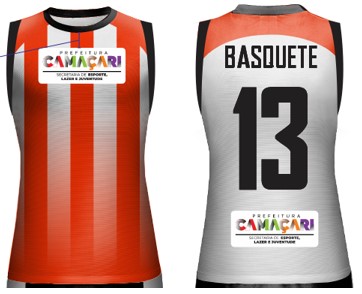 PREFEITURA
CAMAÇARI
SECRETARIA DE ESPORTE,
LAZER E JUVENTUDE
BASQUETE
13
PREFEITURA
CAMAÇARI
SECRETARIA DE ESPORTE,
LAZER E JUVENTUDE